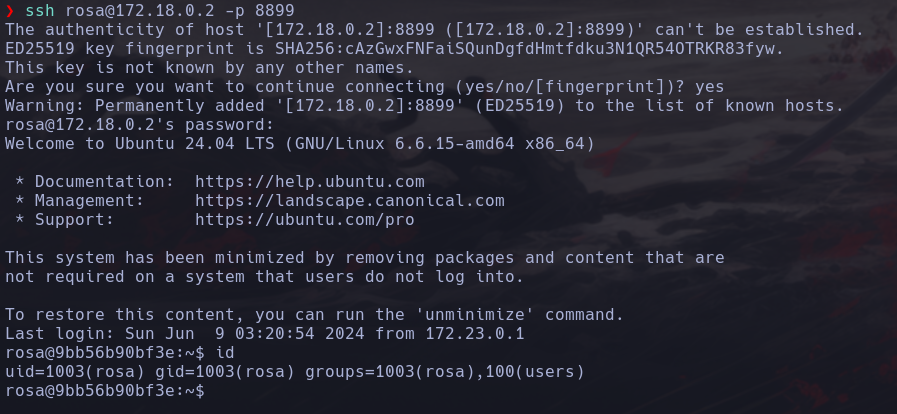 ❯ ssh rosa@172.18.0.2 -p 8899
The authenticity of host '[172.18.0.2]:8899 ([172.18.0.2]:8899)' can't be established.
ED25519 key fingerprint is SHA256:cAzGwxFNFaiSQunDgfdHmtfdku3N1QR54OTRKR83fyw.
This key is not known by any other names.
Are you sure you want to continue connecting (yes/no/[fingerprint])? yes
Warning: Permanently added '[172.18.0.2]:8899' (ED25519) to the list of known hosts.
rosa@172.18.0.2's password:
Welcome to Ubuntu 24.04 LTS (GNU/Linux 6.6.15-amd64 x86_64)

 * Documentation:  https://help.ubuntu.com
 * Management:     https://landscape.canonical.com
 * Support:        https://ubuntu.com/pro

This system has been minimized by removing packages and content that are
not required on a system that users do not log into.

To restore this content, you can run the 'unminimize' command.
Last login: Sun Jun  9 03:20:54 2024 from 172.23.0.1
rosa@9bb56b90bf3e:~$ id
uid=1003(rosa) gid=1003(rosa) groups=1003(rosa),100(users)
rosa@9bb56b90bf3e:~$